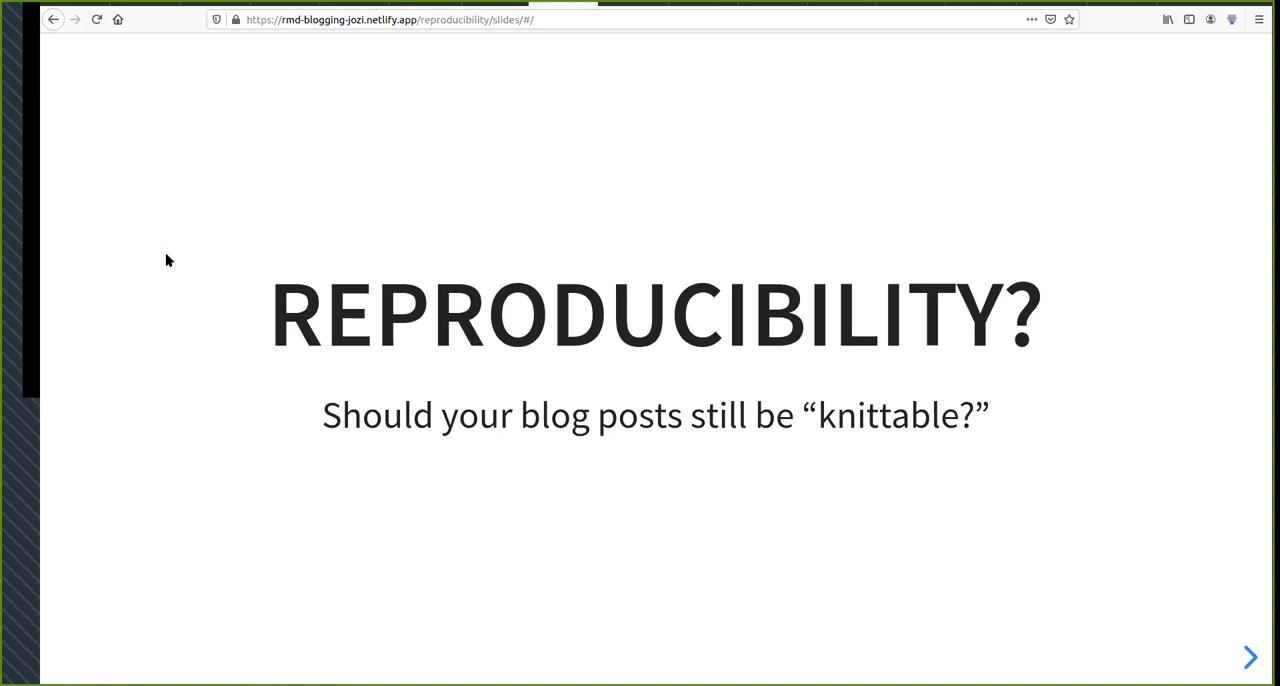 https://rmd-blogging-jozi.netlify.app/reproducibility/slides/#/
REPRODUCIBILITY?
Should your blog posts still be “knittable?”